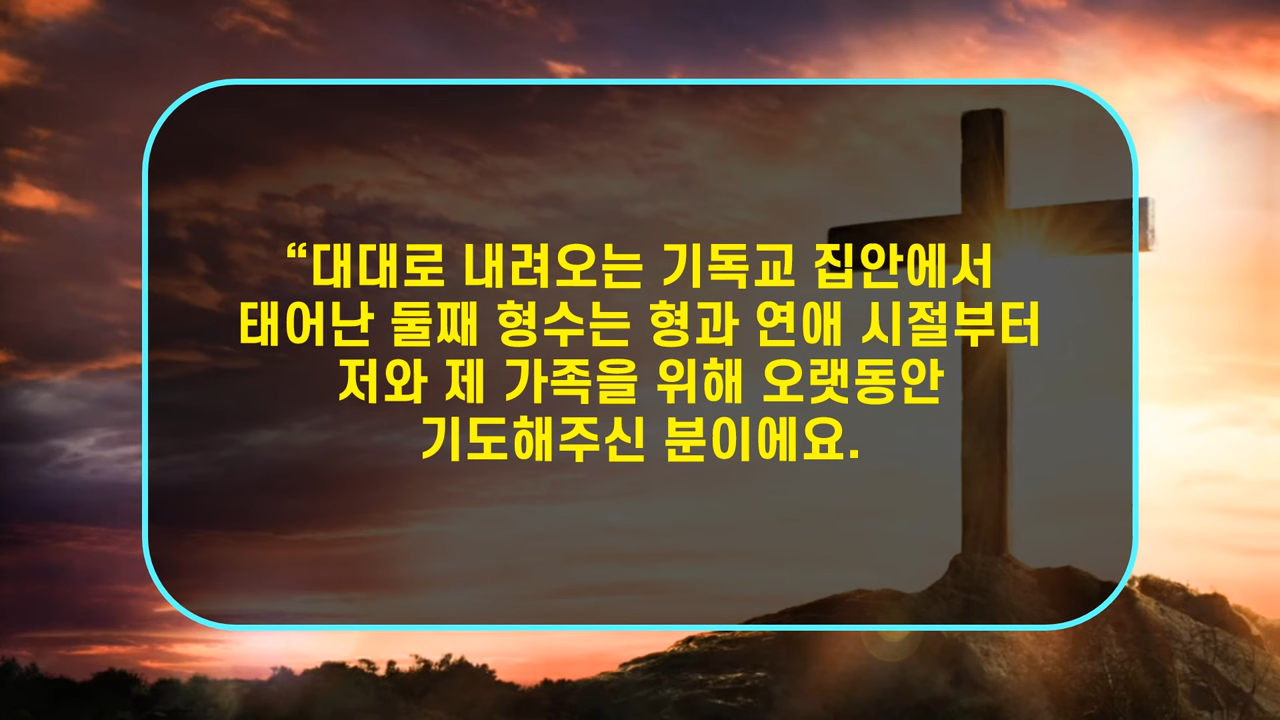 “대대로 내려오는 기독교 집안에서
태어난 둘째 형수는 형과 연애 시절부터
저와 제 가족을 위해 오랫동안
기도해주신 분이에요.